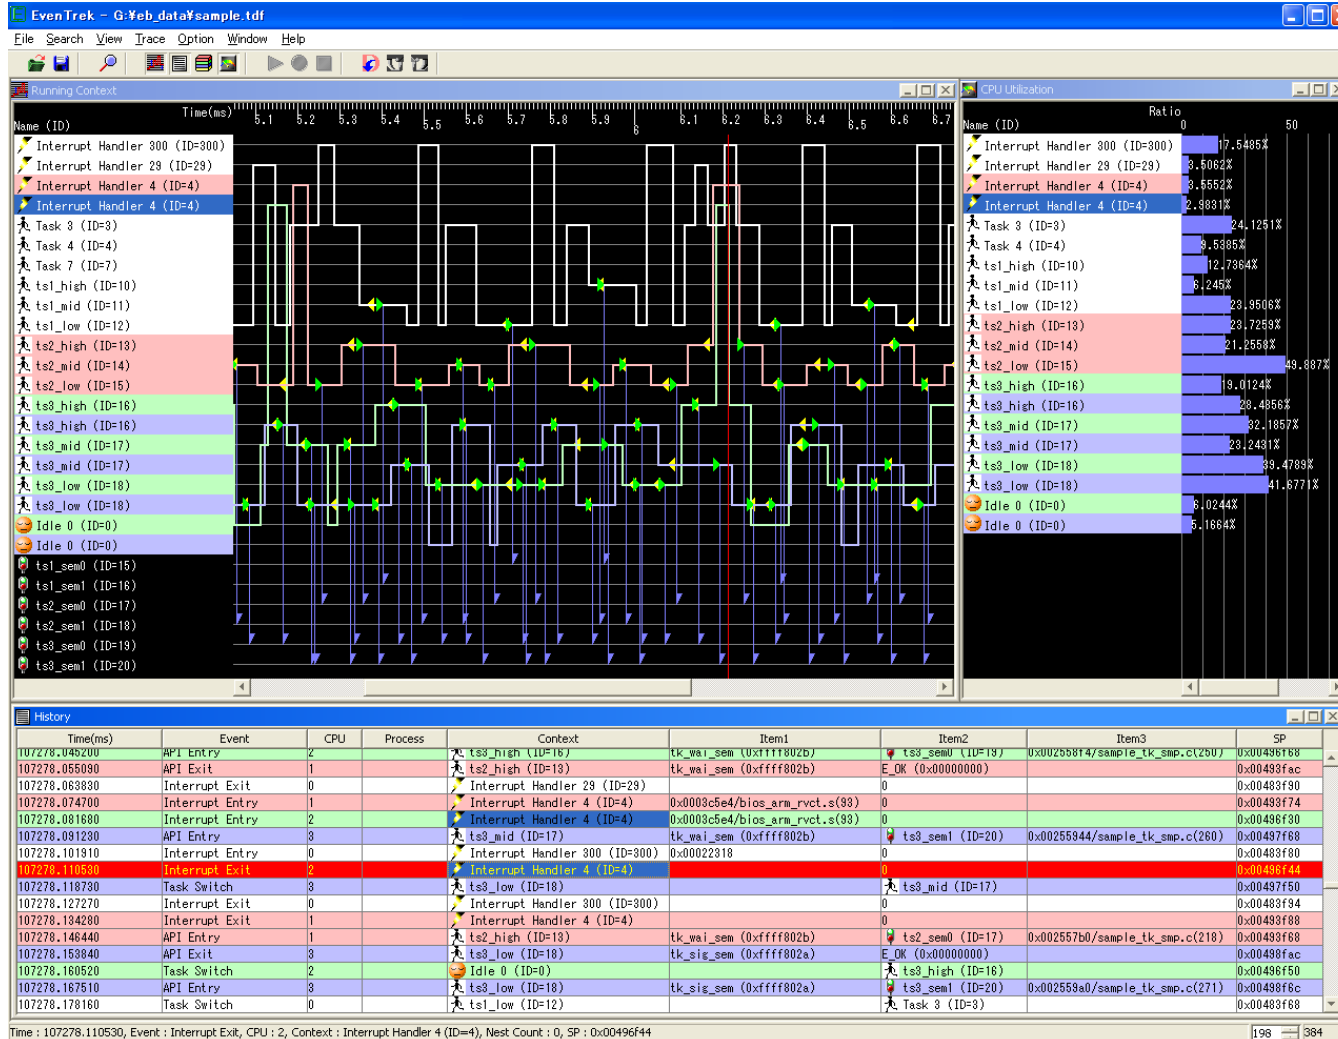 EvenTrek - G:¥eb_data¥sample.tdf
File Search View Trace Option Window Help
Running Context
Time(ms)
Name (ID)
5.1 5.2 5.3 5.4 5.5 5.6 5.7 5.8 5.9 6 6.1 6.2 6.3 6.4 6.5 6.6 6.7
Interrupt Handler 300 (ID=300)
Interrupt Handler 29 (ID=29)
Interrupt Handler 4 (ID=4)
Interrupt Handler 4 (ID=4)
Task 3 (ID=3)
Task 4 (ID=4)
Task 7 (ID=7)
ts1_high (ID=10)
ts1_mid (ID=11)
ts1_low (ID=12)
ts2_high (ID=13)
ts2_mid (ID=14)
ts2_low (ID=15)
ts3_high (ID=16)
ts3_high (ID=16)
ts3_mid (ID=17)
ts3_mid (ID=17)
ts3_low (ID=18)
ts3_low (ID=18)
Idle 0 (ID=0)
Idle 0 (ID=0)
ts1_sem0 (ID=15)
ts1_sem1 (ID=16)
ts2_sem0 (ID=17)
ts2_sem1 (ID=18)
ts3_sem0 (ID=19)
ts3_sem1 (ID=20)
CPU Utilization
Ratio
Name (ID) 0 50
Interrupt Handler 300 (ID=300) 17.5485%
Interrupt Handler 29 (ID=29) 3.5062%
Interrupt Handler 4 (ID=4) 3.5552%
Interrupt Handler 4 (ID=4) 2.9831%
Task 3 (ID=3) 24.1251%
Task 4 (ID=4) 9.5385%
ts1_high (ID=10) 12.7364%
ts1_mid (ID=11) 6.245%
ts1_low (ID=12) 23.9506%
ts2_high (ID=13) 23.7259%
ts2_mid (ID=14) 21.2558%
ts2_low (ID=15) 49.887%
ts3_high (ID=16) 19.0124%
ts3_high (ID=16) 28.4856%
ts3_mid (ID=17) 32.1857%
ts3_mid (ID=17) 23.2431%
ts3_low (ID=18) 39.4789%
ts3_low (ID=18) 41.6771%
Idle 0 (ID=0) 6.0244%
Idle 0 (ID=0) 5.1664%
History
Time(ms) Event CPU Process Context Item1 Item2 Item3 SP
107278.045200 API Entry 2 ts3_high (ID=16) tk_wai_sem (0xffff802b) ts3_sem0 (ID=19) 0x002558f4/sample_tk_smp.c(250) 0x00496f68
107278.055090 API Exit 1 ts2_high (ID=13) tk_wai_sem (0xffff802b) E_OK (0x00000000) 0x00493fac
107278.063830 Interrupt Exit 0 Interrupt Handler 29 (ID=29) 0 0x00483f90
107278.074700 Interrupt Entry 1 Interrupt Handler 4 (ID=4) 0x0003c5e4/bios_arm_rvct.s(93) 0 0x00493f74
107278.081680 Interrupt Entry 2 Interrupt Handler 4 (ID=4) 0x0003c5e4/bios_arm_rvct.s(93) 0 0x00496f30
107278.091230 API Entry 3 ts3_mid (ID=17) tk_wai_sem (0xffff802b) ts3_sem1 (ID=20) 0x00255944/sample_tk_smp.c(260) 0x00497f68
107278.101910 Interrupt Entry 0 Interrupt Handler 300 (ID=300) 0x00022318 0 0x00483f80
107278.110530 Interrupt Exit 2 Interrupt Handler 4 (ID=4) 0 0x00496f44
107278.118730 Task Switch 3 ts3_low (ID=18) ts3_mid (ID=17) 0x00497f50
107278.127270 Interrupt Exit 0 Interrupt Handler 300 (ID=300) 0 0x00483f94
107278.134280 Interrupt Exit 1 Interrupt Handler 4 (ID=4) 0 0x00493f88
107278.146440 API Entry 1 ts2_high (ID=13) tk_wai_sem (0xffff802b) ts2_sem0 (ID=17) 0x002557b0/sample_tk_smp.c(218) 0x00493f68
107278.153840 API Exit 3 ts3_low (ID=18) tk_sig_sem (0xffff802a) E_OK (0x00000000) 0x00498fac
107278.160520 Task Switch 2 Idle 0 (ID=0) ts3_high (ID=16) 0x00496f50
107278.167510 API Entry 3 ts3_low (ID=18) tk_sig_sem (0xffff802a) ts3_sem1 (ID=20) 0x002559a0/sample_tk_smp.c(271) 0x00498f6c
107278.178160 Task Switch 0 ts1_low (ID=12) Task 3 (ID=3) 0x00483f68
Time : 107278.110530, Event : Interrupt Exit, CPU : 2, Context : Interrupt Handler 4 (ID=4), Nest Count : 0, SP : 0x00496f44 198 384